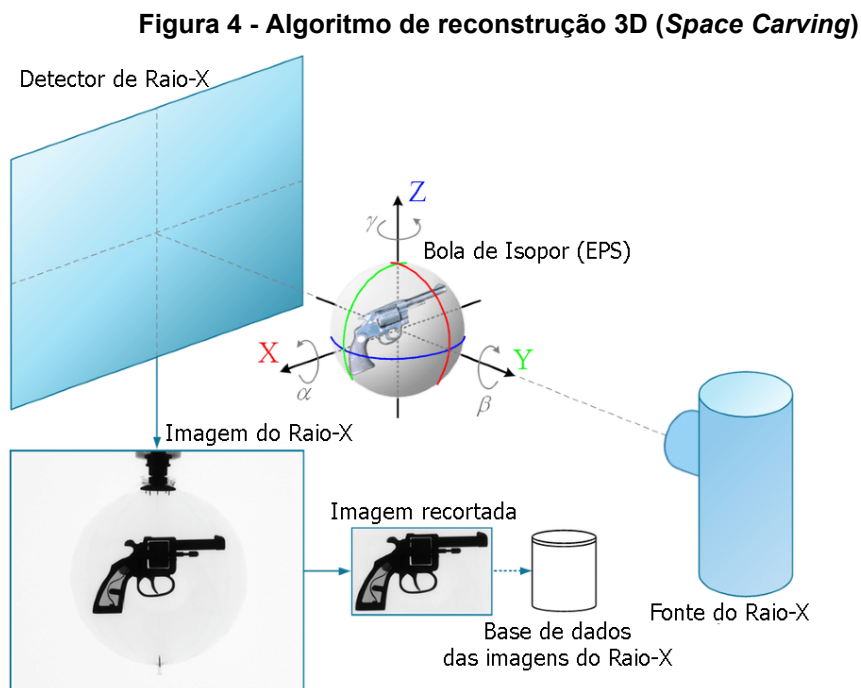 Figura 4 - Algoritmo de reconstrução 3D (Space Carving)
Detector de Raio-X
Z
γ
Bola de Isopor (EPS)
X
Y
α
β
Imagem do Raio-X
Imagem recortada
Fonte do Raio-X
Base de dados
das imagens do Raio-X